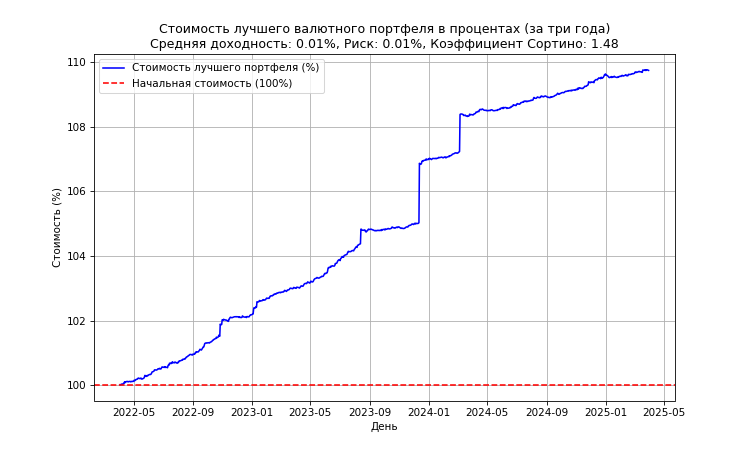 Стоимость лучшего валютного портфеля в процентах (за три года)
Средняя доходность: 0.01%, Риск: 0.01%, Коэффициент Сортино: 1.48
Стоимость лучшего портфеля (%)
Начальная стоимость (100%)
Стоимость (%)
110
108
106
104
102
100
2022-05 2022-09 2023-01 2023-05 2023-09 2024-01 2024-05 2024-09 2025-01 2025-05
День